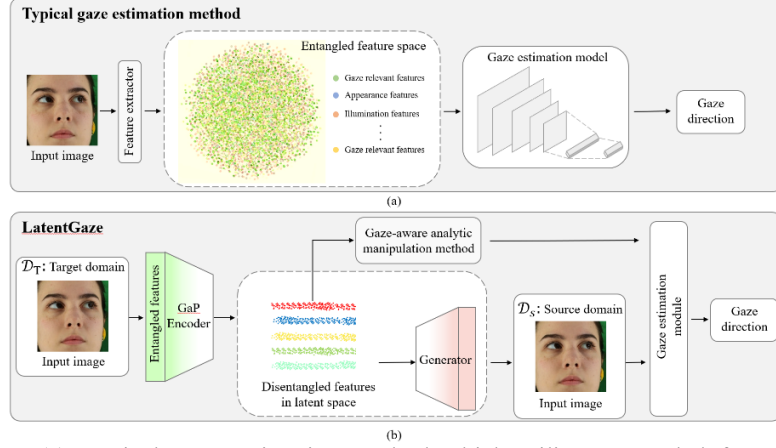 Typical gaze estimation method
Entangled feature space
Gaze relevant features
Appearance features
Illumination features
Gaze relevant features
Input image
Feature extractor
Gaze estimation model
Gaze
direction
(a)
LatentGaze
𝒟_T: Target domain
Input image
Entangled features
GaP
Encoder
Gaze-aware analytic
manipulation method
Disentangled features
in latent space
Generator
𝒟_s: Source domain
Input image
Gaze estimation
module
Gaze
direction
(b)